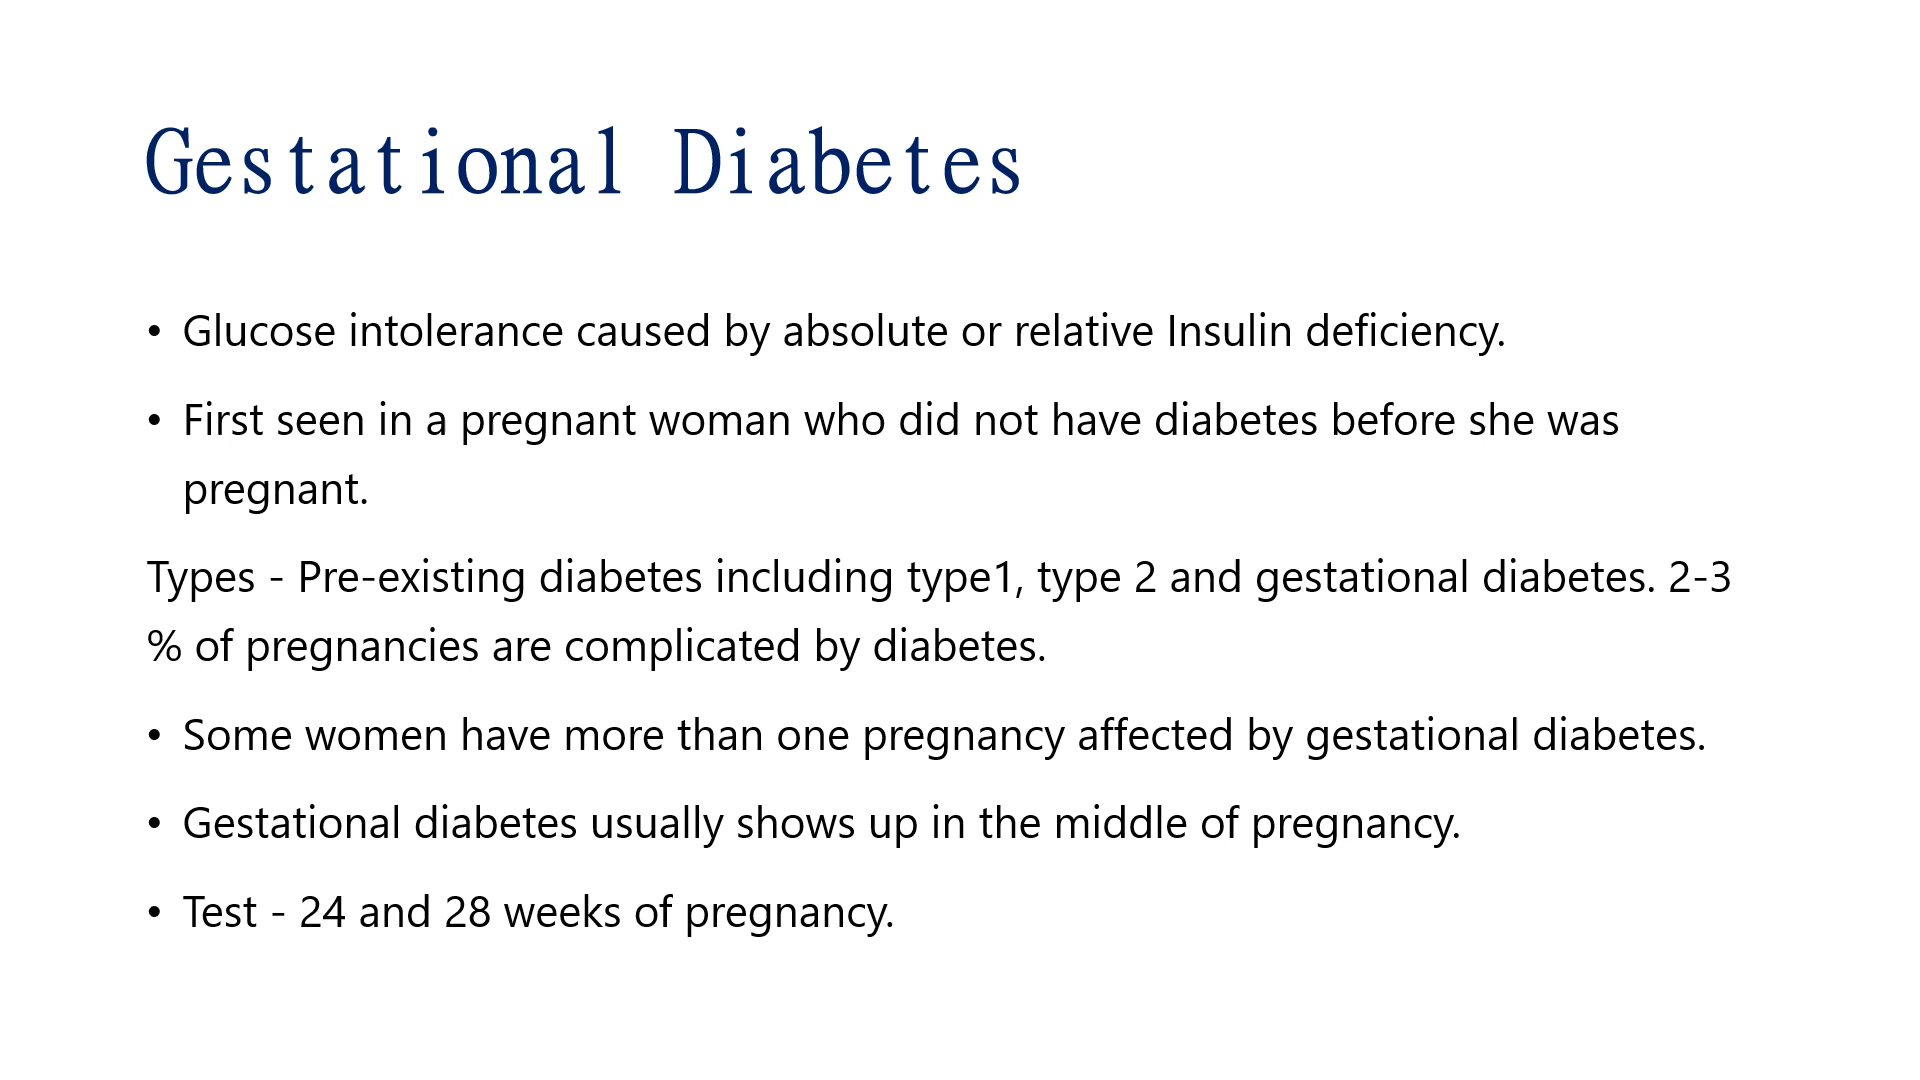 Gestational Diabetes
• Glucose intolerance caused by absolute or relative Insulin deficiency.
• First seen in a pregnant woman who did not have diabetes before she was
pregnant.
Types - Pre-existing diabetes including type1, type 2 and gestational diabetes. 2-3
% of pregnancies are complicated by diabetes.
• Some women have more than one pregnancy affected by gestational diabetes.
• Gestational diabetes usually shows up in the middle of pregnancy.
• Test - 24 and 28 weeks of pregnancy.